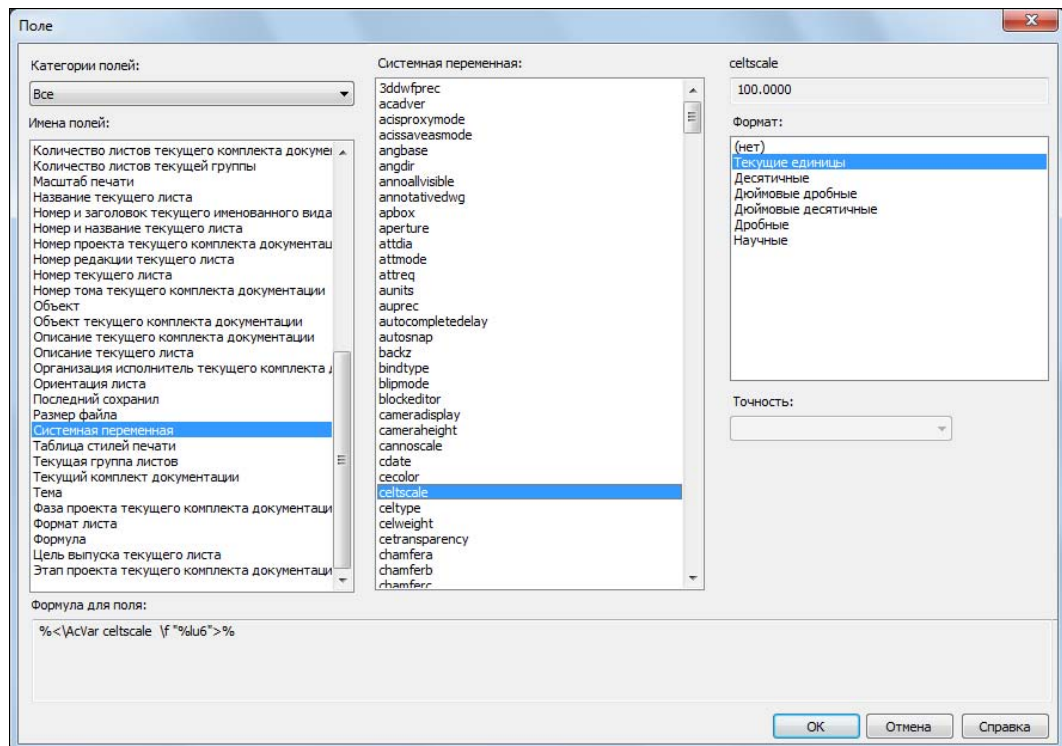 Поле
Категории полей:
Все
Имена полей:
Количество листов текущего комплекта докумен
Количество листов текущей группы
Масштаб печати
Название текущего листа
Номер и заголовок текущего именованного вида
Номер и название текущего листа
Номер проекта текущего комплекта документац
Номер редакции текущего листа
Номер текущего листа
Номер тома текущего комплекта документации
Объект
Объект текущего комплекта документации
Описание текущего комплекта документации
Описание текущего листа
Организация исполнитель текущего комплекта д
Ориентация листа
Последний сохранил
Размер файла
Системная переменная
Таблица стилей печати
Текущая группа листов
Текущий комплект документации
Тема
Фаза проекта текущего комплекта документаци
Формат листа
Формула
Цель выпуска текущего листа
Этап проекта текущего комплекта документаци
Системная переменная:
3ddwfprec
acadver
acisproxymode
acissaveasmode
angbase
angdir
annoallvisible
annotativedwg
apbox
aperture
attdia
attmode
attreq
aunits
auprec
autocompletedelay
autosnap
backz
bindtype
blipmode
blockeditor
cameradisplay
cameraheight
cannoscale
cdate
cecolor
celtscale
celtype
celweight
cetransparency
chamfera
chamferb
chamferc
celtscale
100.0000
Формат:
(нет)
Текущие единицы
Десятичные
Дюймовые дробные
Дюймовые десятичные
Дробные
Научные
Точность:
Формула для поля:
%<\AcVar celtscale \f "%lu6">%
ОК
Отмена
Справка